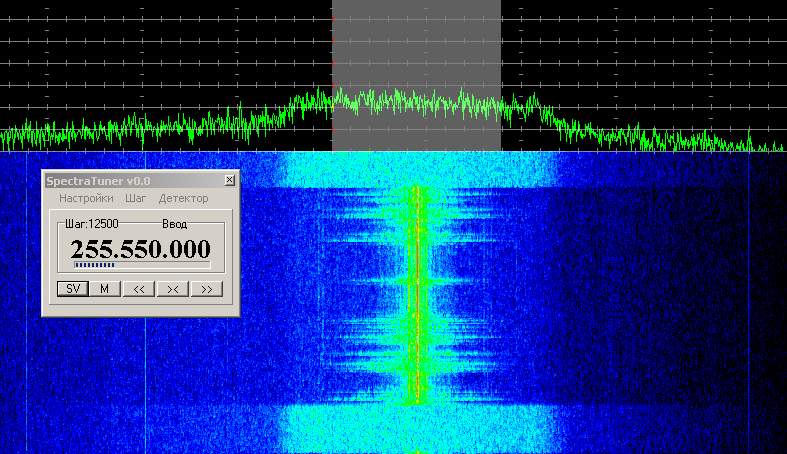 SpectraTuner v0.0
Настройки Шаг Детектор
Шаг:12500 Ввод
255.550.000
SV M << >< >>